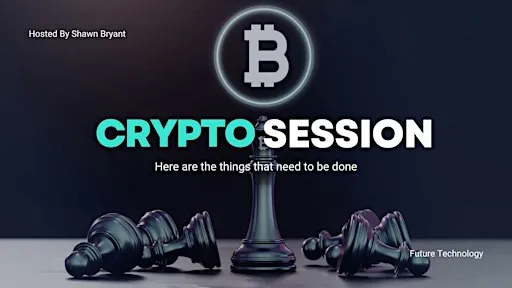 Hosted By Shawn Bryant
CRYPTO SESSION
Here are the things that need to be done
Future Technology